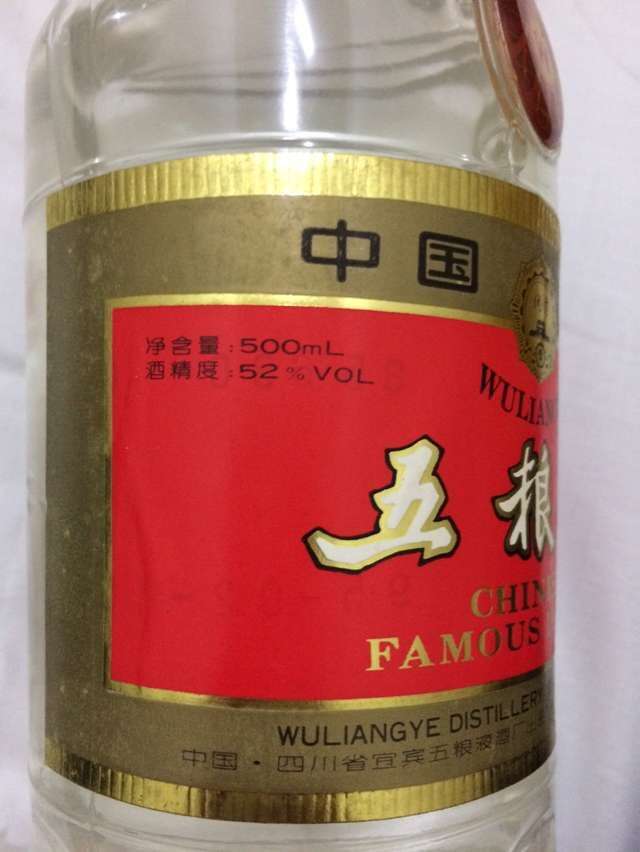 中国
净含量:500mL
酒精度:52%VOL
五粮
FAMOUS
WULIANGYE DISTILLERY
中国·四川省宜宾五粮液酒厂